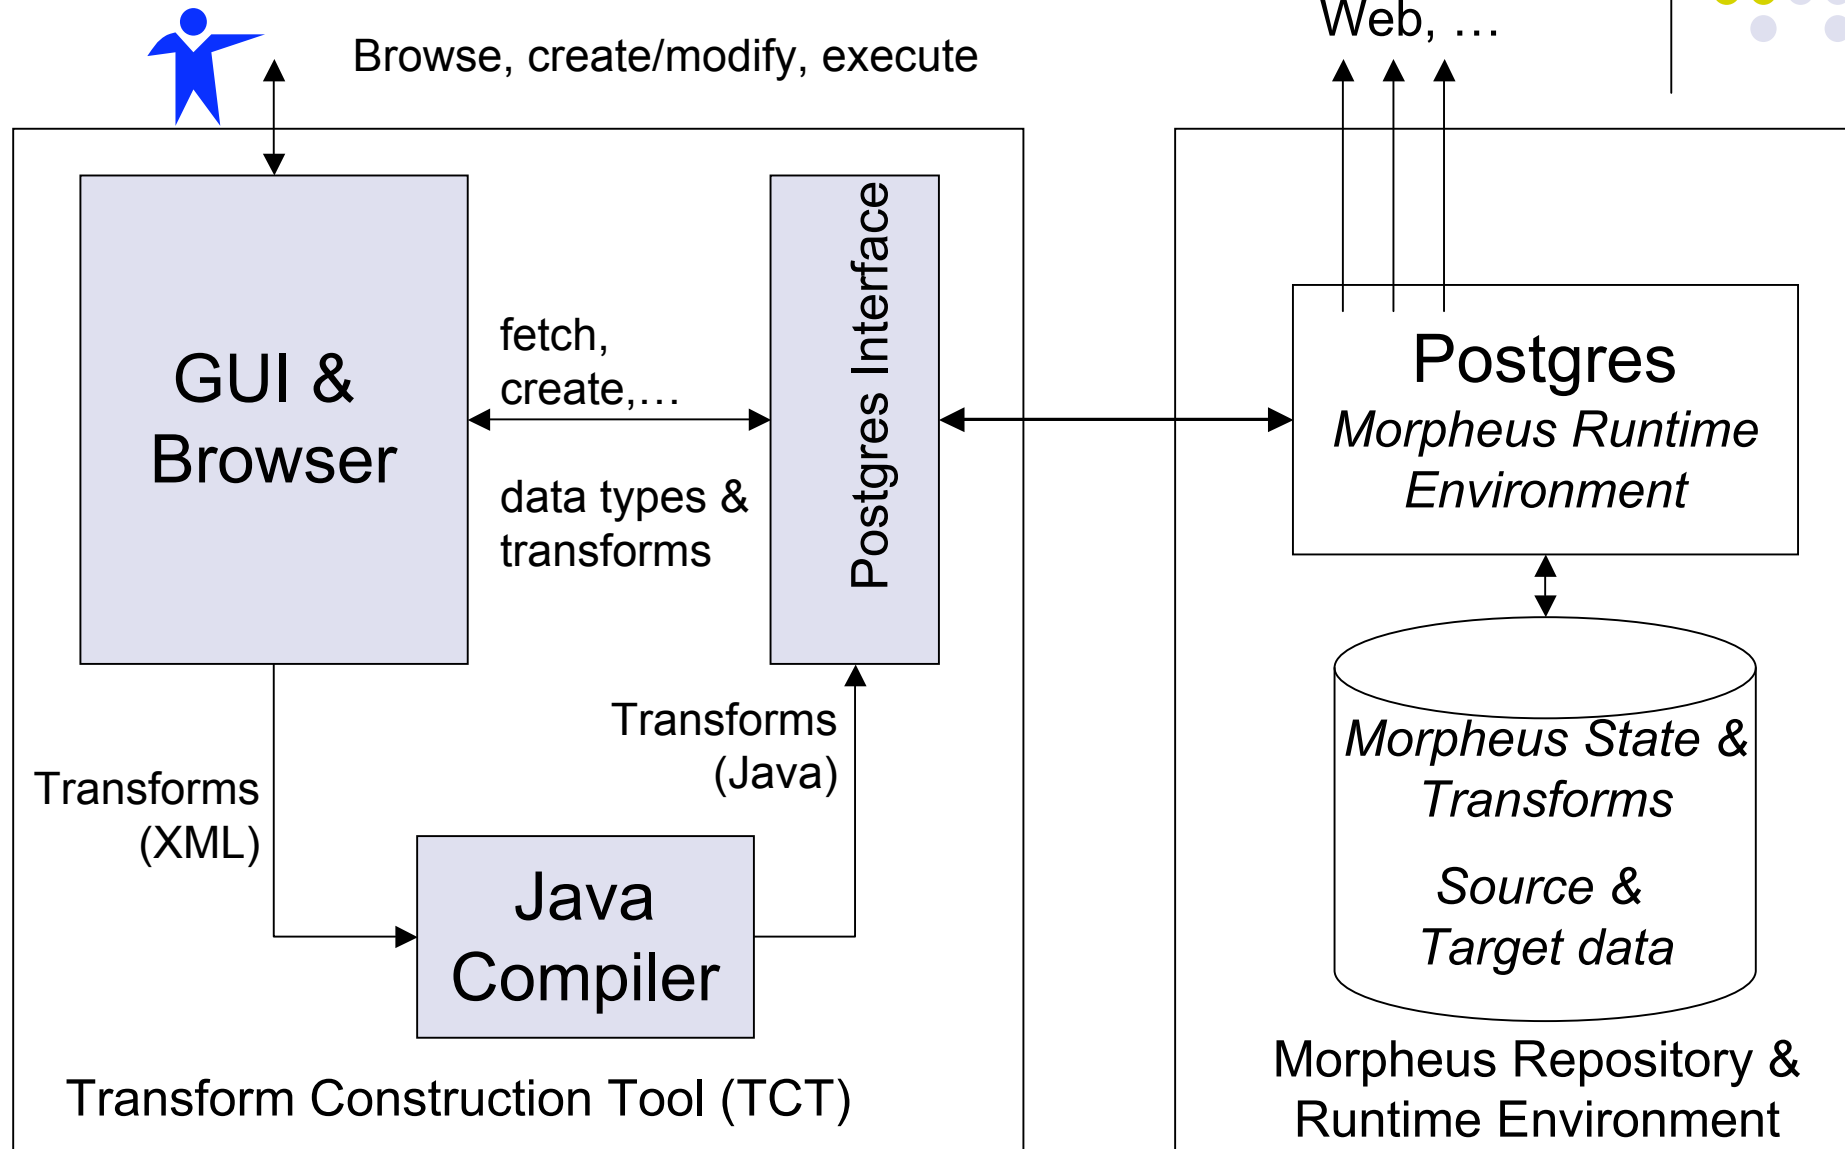 Web, …
Browse, create/modify, execute
GUI &
Browser
fetch,
create,…
data types &
transforms
Postgres Interface
Postgres
Morpheus Runtime
Environment
Transforms
(XML)
Transforms
(Java)
Java
Compiler
Morpheus State &
Transforms
Source &
Target data
Transform Construction Tool (TCT)
Morpheus Repository &
Runtime Environment